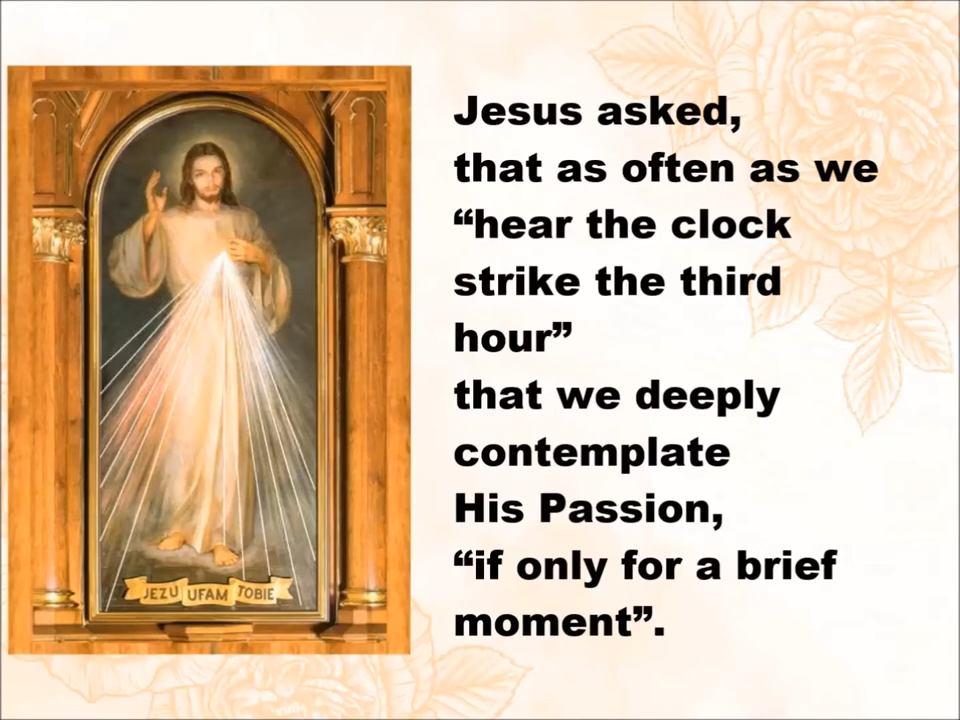 Jesus asked,
that as often as we
“hear the clock
strike the third
hour”
that we deeply
contemplate
His Passion,
“if only for a brief
moment”.
JEZU UFAM TOBIE